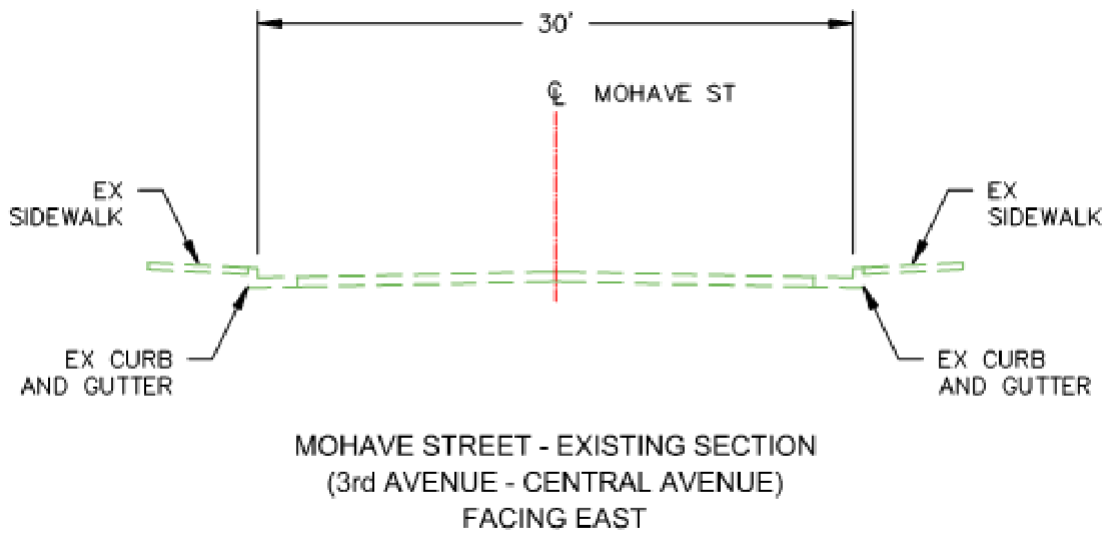 30'
℄ MOHAVE ST
EX
SIDEWALK
EX
SIDEWALK
EX CURB
AND GUTTER
EX CURB
AND GUTTER
MOHAVE STREET - EXISTING SECTION
(3rd AVENUE - CENTRAL AVENUE)
FACING EAST